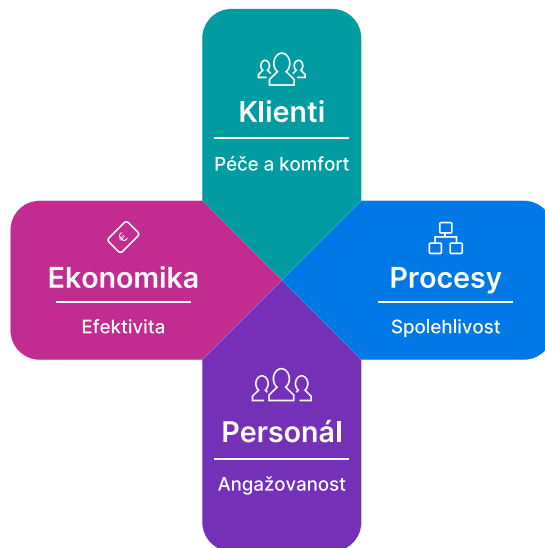 Klienti
Péče a komfort
Ekonomika
Efektivita
Procesy
Spolehlivost
Personál
Angažovanost